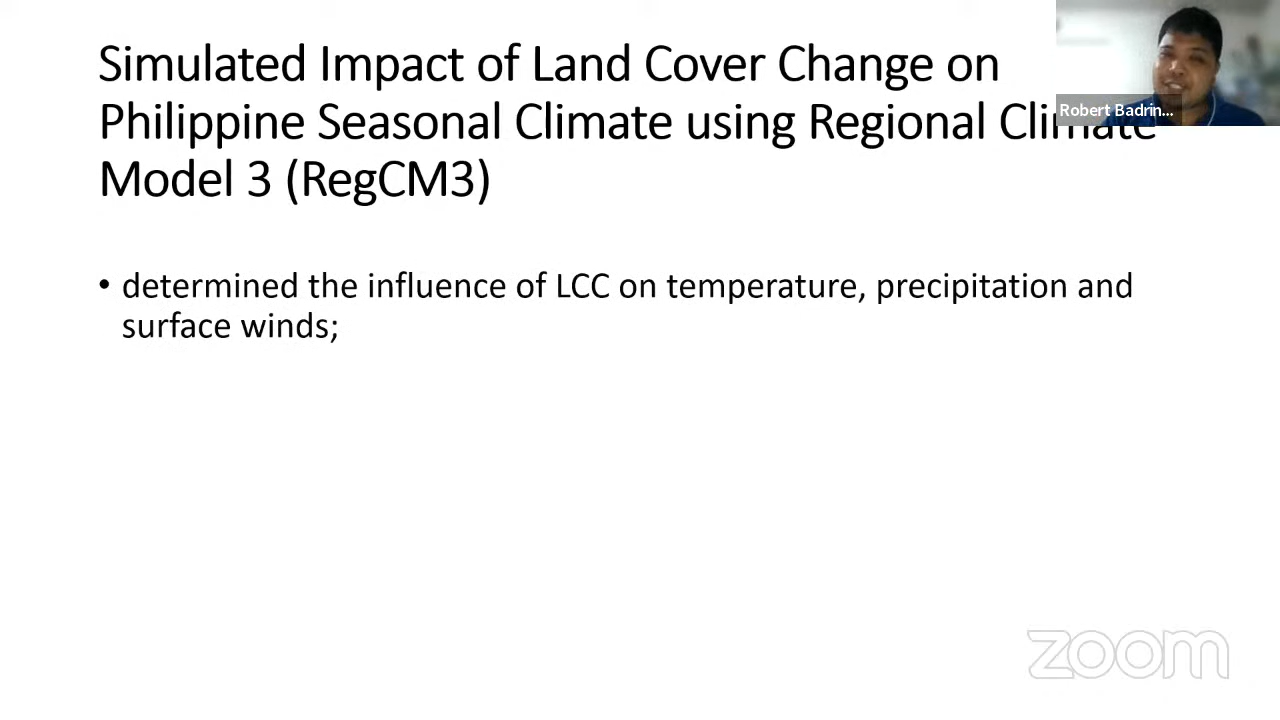 Simulated Impact of Land Cover Change on
Philippine Seasonal Climate using Regional Climate
Model 3 (RegCM3)
Robert Badrin...
• determined the influence of LCC on temperature, precipitation and
surface winds;
zoom